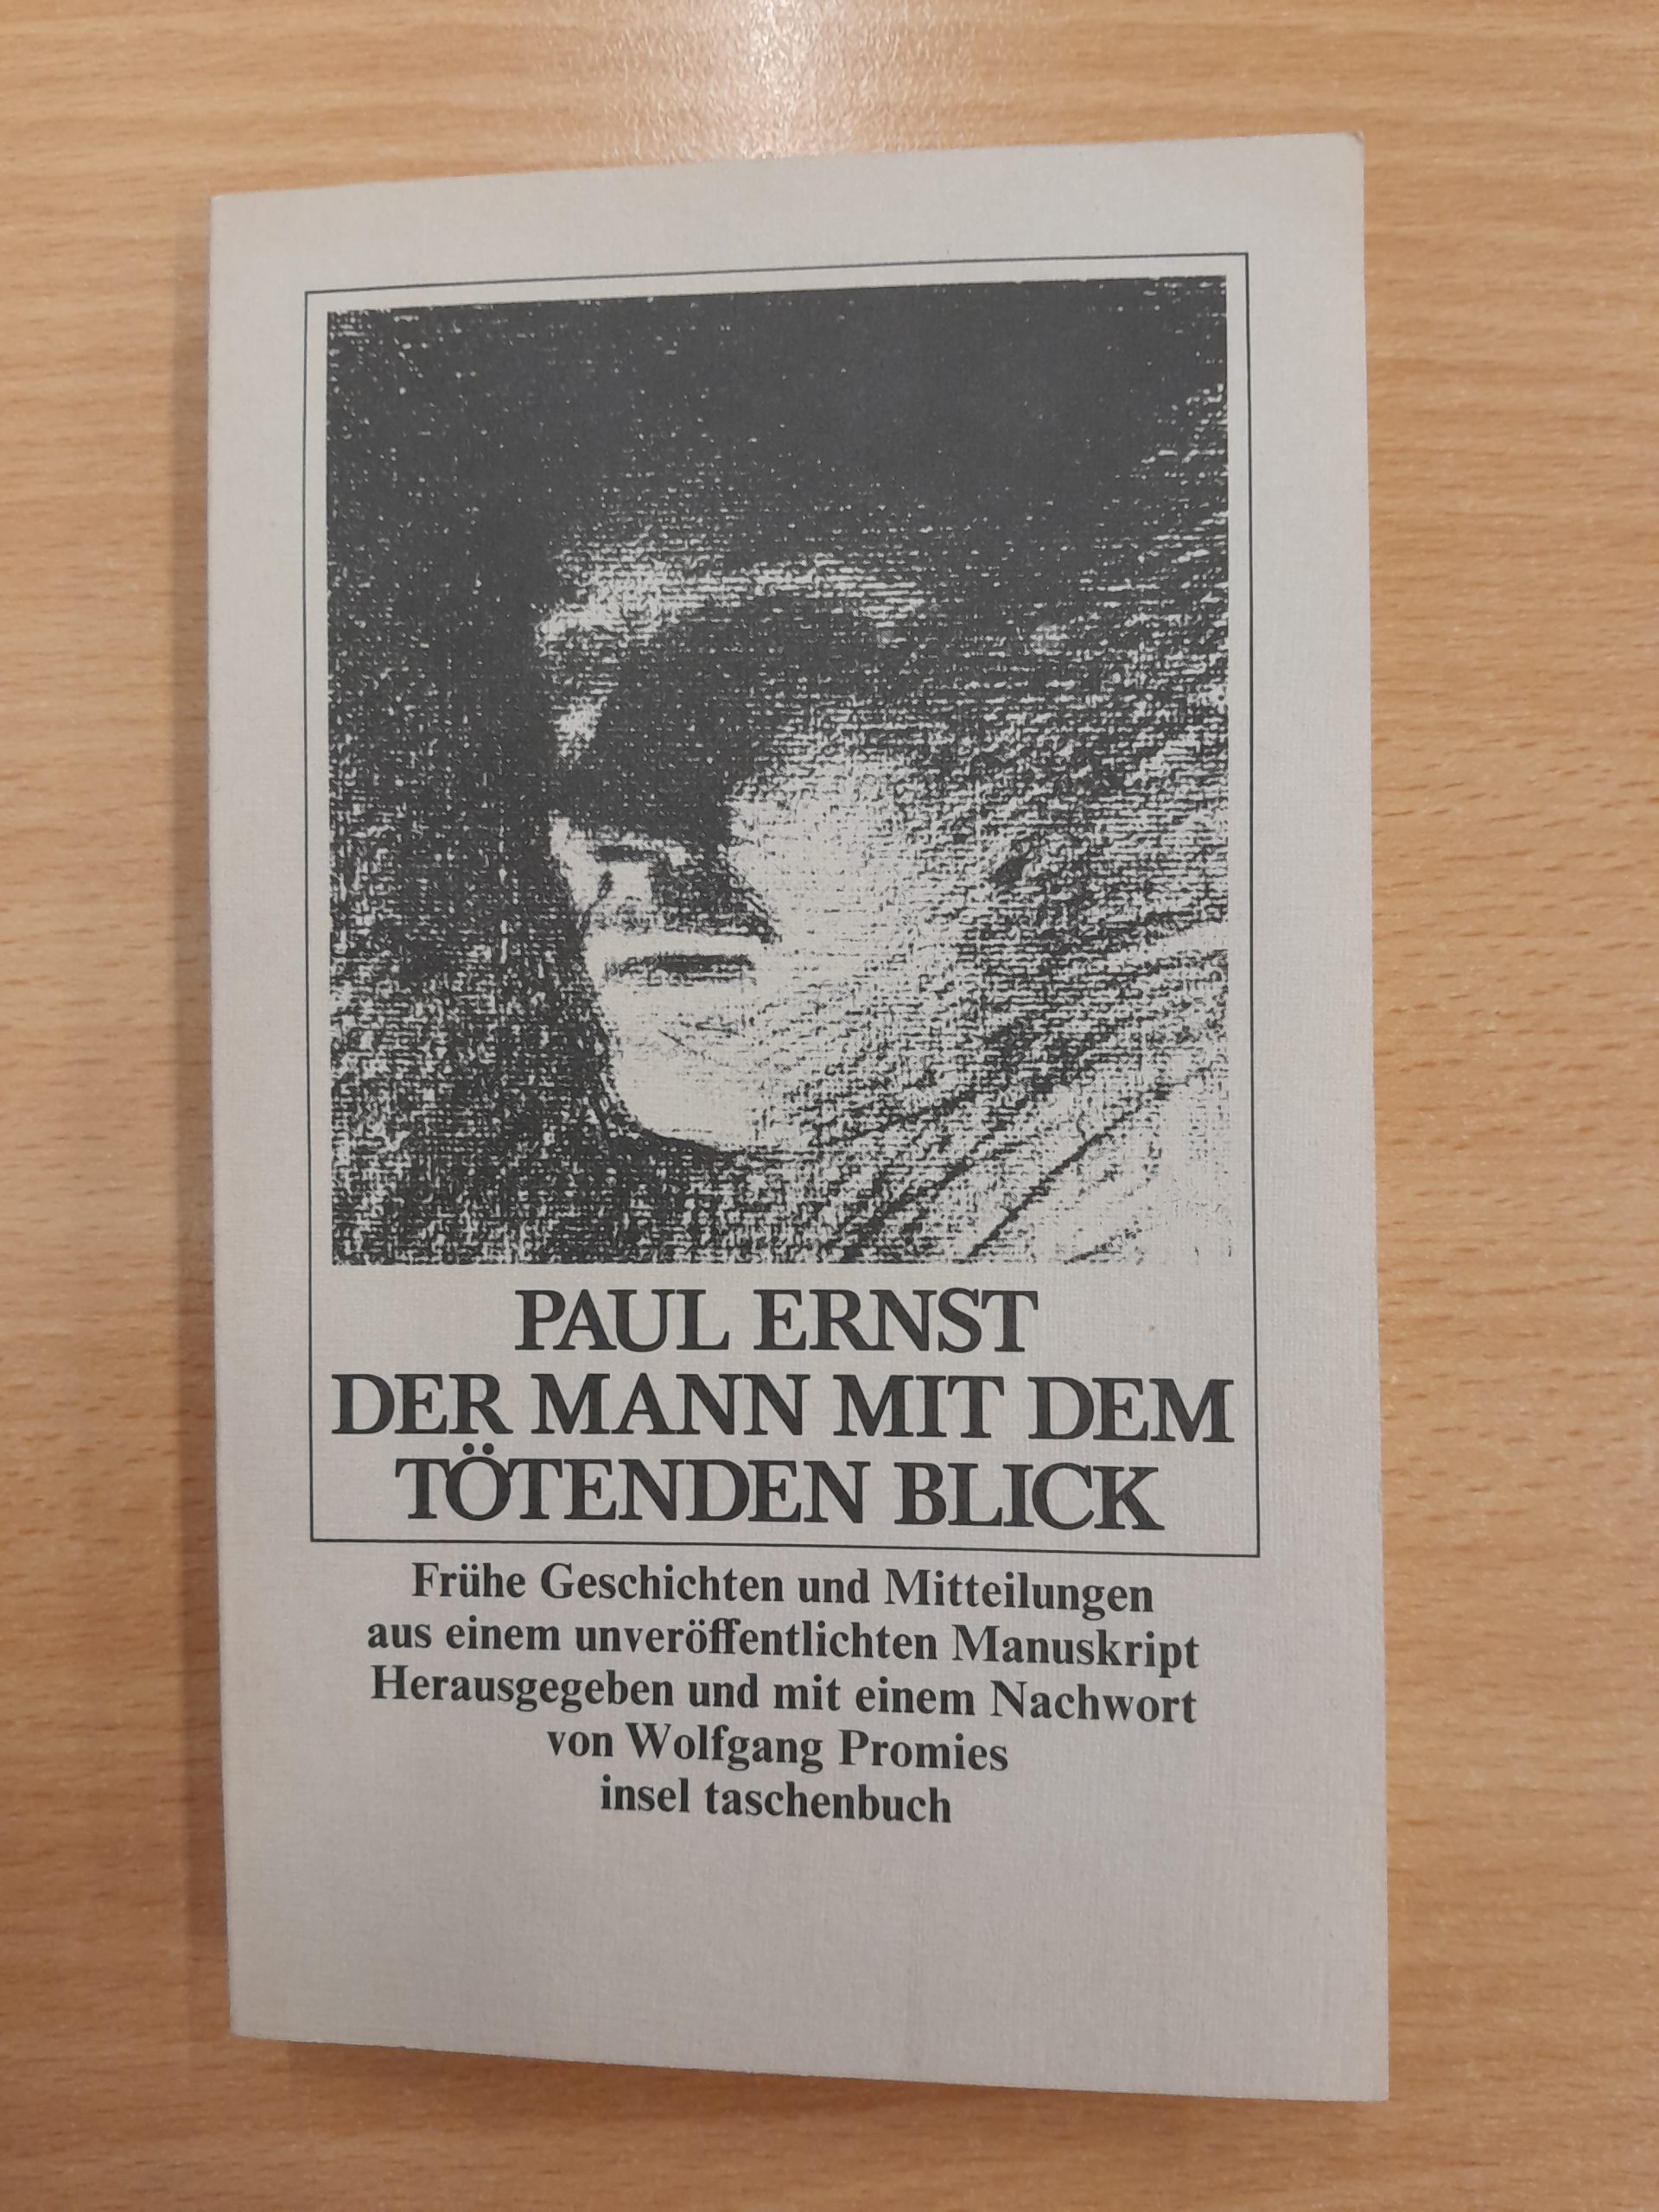 PAUL ERNST
DER MANN MIT DEM
TÖTENDEN BLICK
Frühe Geschichten und Mitteilungen
aus einem unveröffentlichten Manuskript
Herausgegeben und mit einem Nachwort
von Wolfgang Promies
insel taschenbuch